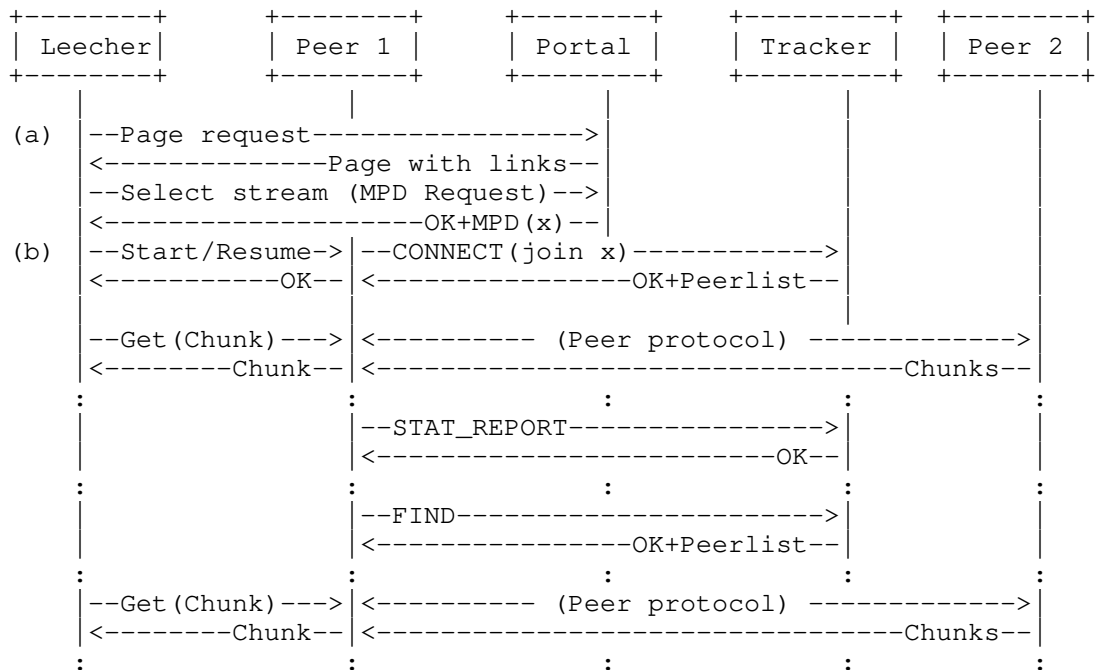 +--------+      +--------+     +--------+    +---------+  +--------+
| Leecher|      | Peer 1 |     | Portal |    | Tracker |  | Peer 2 |
+--------+      +--------+     +--------+    +---------+  +--------+
    |                |                |              |           |
(a) |--Page request----------------->|              |           |
    |<--------------Page with links--|              |           |
    |--Select stream (MPD Request)-->|              |           |
    |<--------------------OK+MPD(x)--|              |           |
(b) |--Start/Resume->|--CONNECT(join x)------------>|           |
    |<-----------OK--|<----------------OK+Peerlist--|           |
    |                |                              |           |
    |--Get(Chunk)--->|<---------- (Peer protocol) ------------->|
    |<--------Chunk--|<---------------------------------Chunks--|
    :                :               :              :           :
    |                |--STAT_REPORT---------------->|           |
    |                |<-------------------------OK--|           |
    :                :               :              :           :
    |                |--FIND----------------------->|           |
    |                |<----------------OK+Peerlist--|           |
    :                :               :              :           :
    |--Get(Chunk)--->|<---------- (Peer protocol) ------------->|
    |<--------Chunk--|<---------------------------------Chunks--|
    :                :               :              :           :